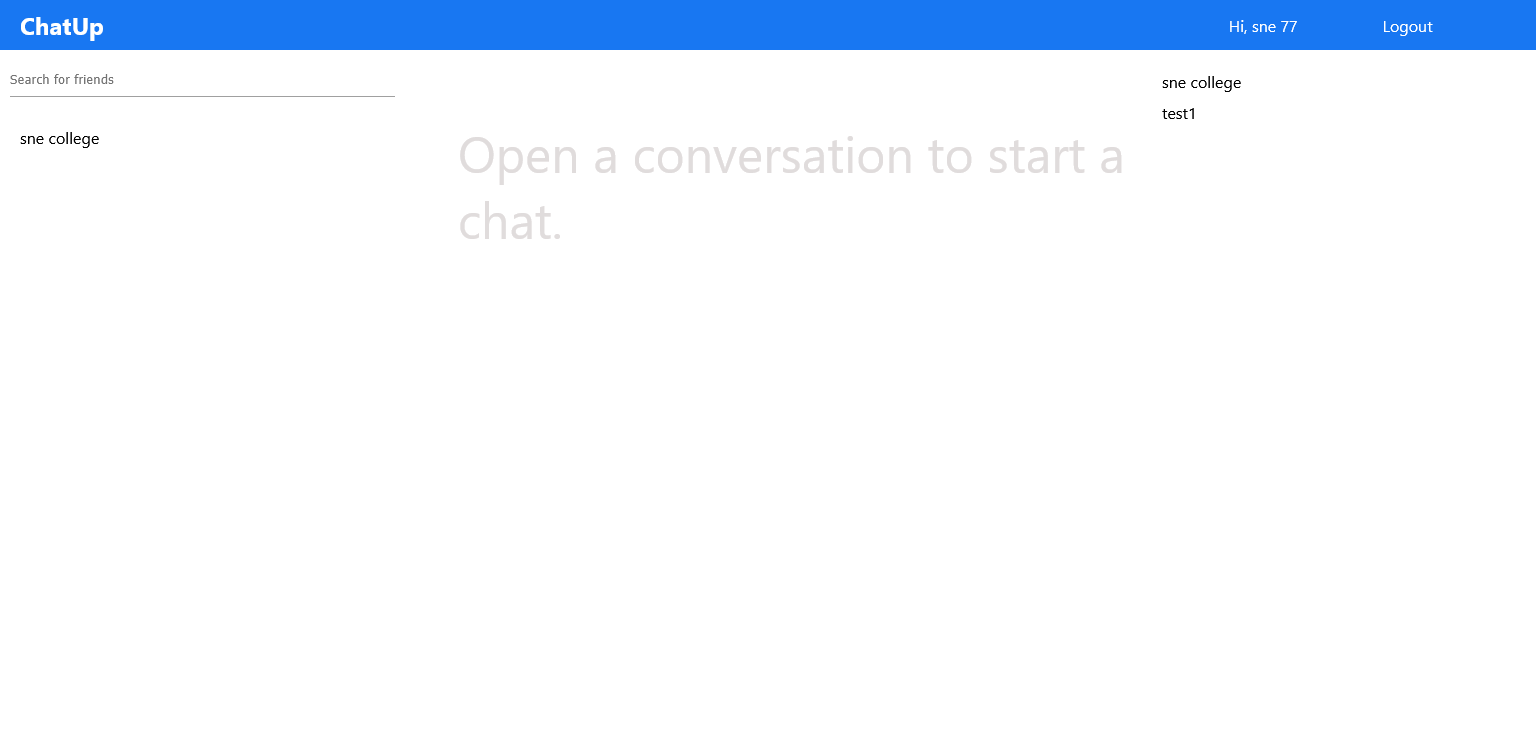 ChatUp
Hi, sne 77
Logout
Search for friends
sne college
Open a conversation to start a
chat.
sne college
test1